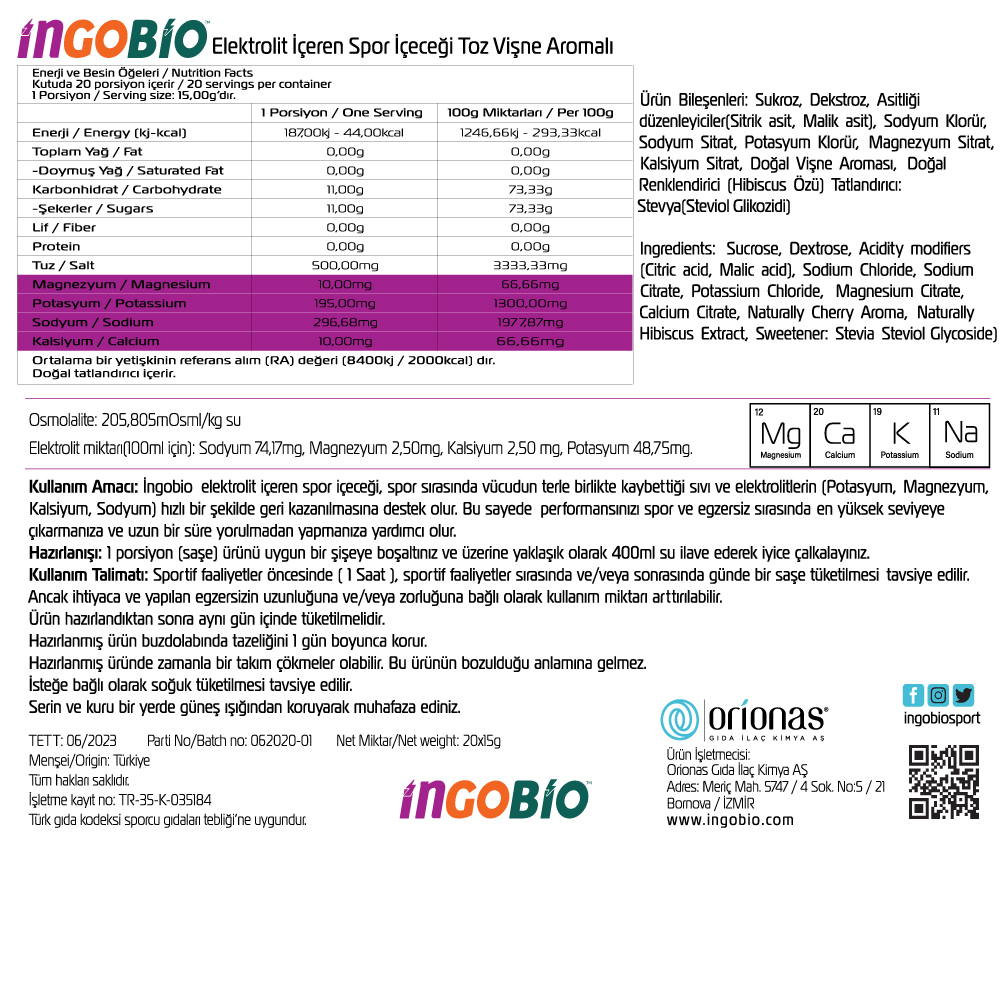 INGOBIO™ Elektrolit İçeren Spor İçeceği Toz Vişne Aromalı
Enerji ve Besin Öğeleri / Nutrition Facts
Kutuda 20 porsiyon içerir / 20 servings per container
1 Porsiyon / Serving size: 15,00g'dır.
1 Porsiyon / One Serving 100g Miktarları / Per 100g
Enerji / Energy (kj-kcal) 187,00kj - 44,00kcal 1246,66kj - 293,33kcal
Toplam Yağ / Fat 0,00g 0,00g
-Doymuş Yağ / Saturated Fat 0,00g 0,00g
Karbonhidrat / Carbohydrate 11,00g 73,33g
-Şekerler / Sugars 11,00g 73,33g
Lif / Fiber 0,00g 0,00g
Protein 0,00g 0,00g
Tuz / Salt 500,00mg 3333,33mg
Magnezyum / Magnesium 10,00mg 66,66mg
Potasyum / Potassium 195,00mg 1300,00mg
Sodyum / Sodium 296,68mg 1977,87mg
Kalsiyum / Calcium 10,00mg 66,66mg
Ortalama bir yetişkinin referans alım (RA) değeri (8400kj / 2000kcal) dır.
Doğal tatlandırıcı içerir.
Ürün Bileşenleri: Sukroz, Dekstroz, Asitliği
düzenleyiciler(Sitrik asit, Malik asit), Sodyum Klorür,
Sodyum Sitrat, Potasyum Klorür, Magnezyum Sitrat,
Kalsiyum Sitrat, Doğal Vişne Aroması, Doğal
Renklendirici (Hibiscus Özü) Tatlandırıcı:
Stevya(Steviol Glikozidi)
Ingredients: Sucrose, Dextrose, Acidity modifiers
(Citric acid, Malic acid), Sodium Chloride, Sodium
Citrate, Potassium Chloride, Magnesium Citrate,
Calcium Citrate, Naturally Cherry Aroma, Naturally
Hibiscus Extract, Sweetener: Stevia Steviol Glycoside)
Osmolalite: 205,805mOsml/kg su
Elektrolit miktarı(100ml için): Sodyum 74,17mg, Magnezyum 2,50mg, Kalsiyum 2,50 mg, Potasyum 48,75mg.
12 20 19 11
Mg Ca K Na
Magnesium Calcium Potassium Sodium
Kullanım Amacı: İngobio elektrolit içeren spor içeceği, spor sırasında vücudun terle birlikte kaybettiği sıvı ve elektrolitlerin (Potasyum, Magnezyum,
Kalsiyum, Sodyum) hızlı bir şekilde geri kazanılmasına destek olur. Bu sayede performansınızı spor ve egzersiz sırasında en yüksek seviyeye
çıkarmanıza ve uzun bir süre yorulmadan yapmanıza yardımcı olur.
Hazırlanışı: 1 porsiyon (saşe) ürünü uygun bir şişeye boşaltınız ve üzerine yaklaşık olarak 400ml su ilave ederek iyice çalkalayınız.
Kullanım Talimatı: Sportif faaliyetler öncesinde ( 1 Saat ), sportif faaliyetler sırasında ve/veya sonrasında günde bir saşe tüketilmesi tavsiye edilir.
Ancak ihtiyaca ve yapılan egzersizin uzunluğuna ve/veya zorluğuna bağlı olarak kullanım miktarı arttırılabilir.
Ürün hazırlandıktan sonra aynı gün içinde tüketilmelidir.
Hazırlanmış ürün buzdolabında tazeliğini 1 gün boyunca korur.
Hazırlanmış üründe zamanla bir takım çökmeler olabilir. Bu ürünün bozulduğu anlamına gelmez.
İsteğe bağlı olarak soğuk tüketilmesi tavsiye edilir.
Serin ve kuru bir yerde güneş ışığından koruyarak muhafaza ediniz.
TETT: 06/2023 Parti No/Batch no: 062020-01 Net Miktar/Net weight: 20x15g
Menşei/Origin: Türkiye
Tüm hakları saklıdır.
İşletme kayıt no: TR-35-K-035184
Türk gıda kodeksi sporcu gıdaları tebliği'ne uygundur.
INGOBIO™
orionas®
GIDA İLAÇ KİMYA AŞ
Ürün İşletmecisi:
Orionas Gıda İlaç Kimya AŞ
Adres: Meriç Mah. 5747 / 4 Sok. No:5 / 21
Bornova / İZMİR
www.ingobio.com
ingobiosport